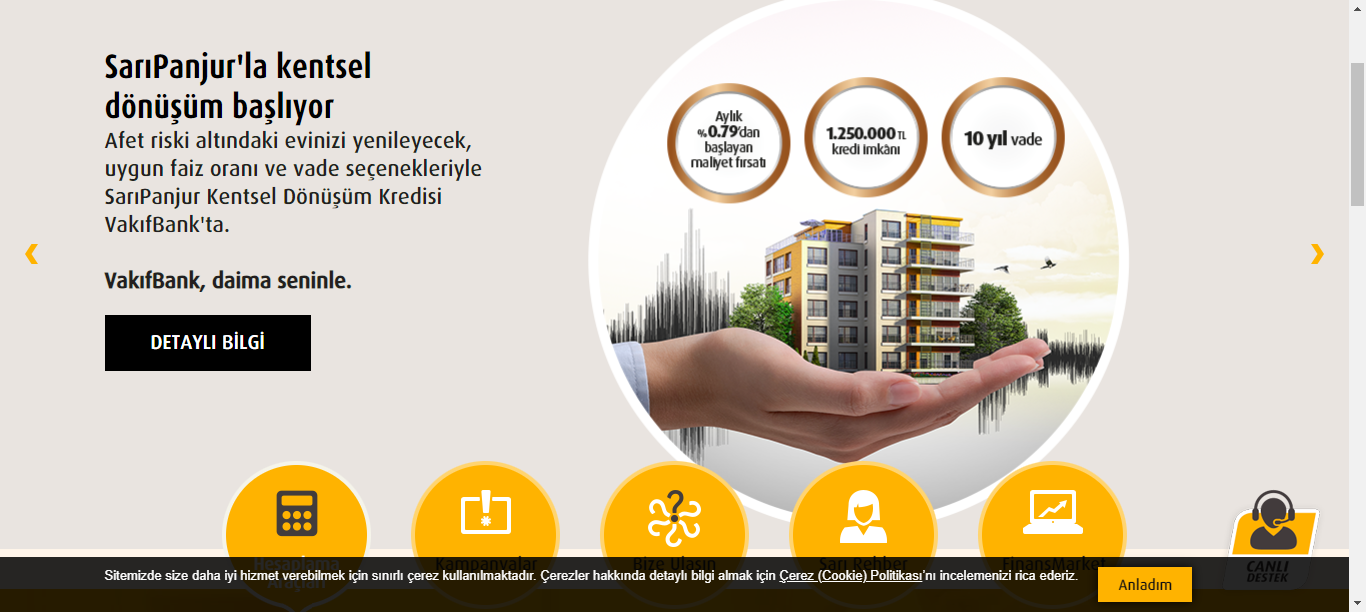 SarıPanjur'la kentsel
dönüşüm başlıyor
Afet riski altındaki evinizi yenileyecek,
uygun faiz oranı ve vade seçenekleriyle
SarıPanjur Kentsel Dönüşüm Kredisi
VakıfBank'ta.
VakıfBank, daima seninle.
DETAYLI BİLGİ
Aylık
%0.79'dan
başlayan
maliyet fırsatı
1.250.000 TL
kredi imkânı
10 yıl vade
Hesaplama
Kampanyalar
Bize Ulaşın
Sarı Rehber
FinansMarket
CANLI
DESTEK
Sitemizde size daha iyi hizmet verebilmek için sınırlı çerez kullanılmaktadır. Çerezler hakkında detaylı bilgi almak için Çerez (Cookie) Politikası'nı incelemenizi rica ederiz.
Anladım